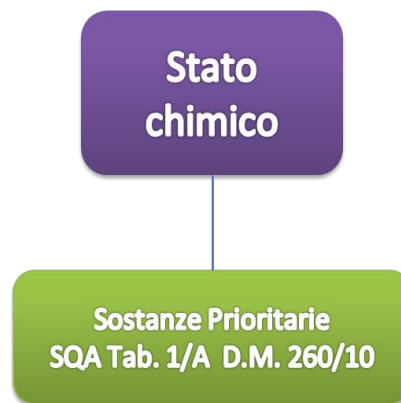 Stato
chimico
Sostanze Prioritarie
SQA Tab. 1/A D.M. 260/10